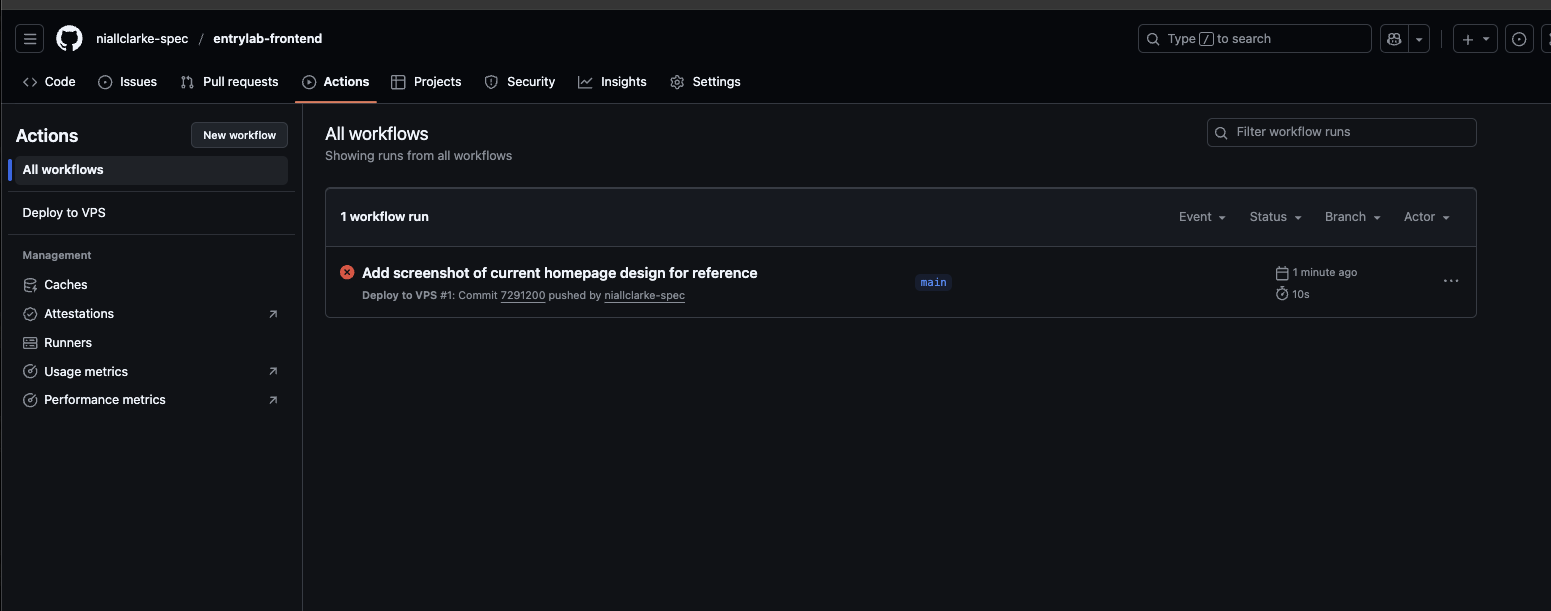 niallclarke-spec / entrylab-frontend
Type / to search
Code
Issues
Pull requests
Actions
Projects
Security
Insights
Settings
Actions
New workflow
All workflows
Deploy to VPS
Management
Caches
Attestations
Runners
Usage metrics
Performance metrics
All workflows
Showing runs from all workflows
Filter workflow runs
1 workflow run
Event
Status
Branch
Actor
Add screenshot of current homepage design for reference
Deploy to VPS #1: Commit 7291200 pushed by niallclarke-spec
main
1 minute ago
10s